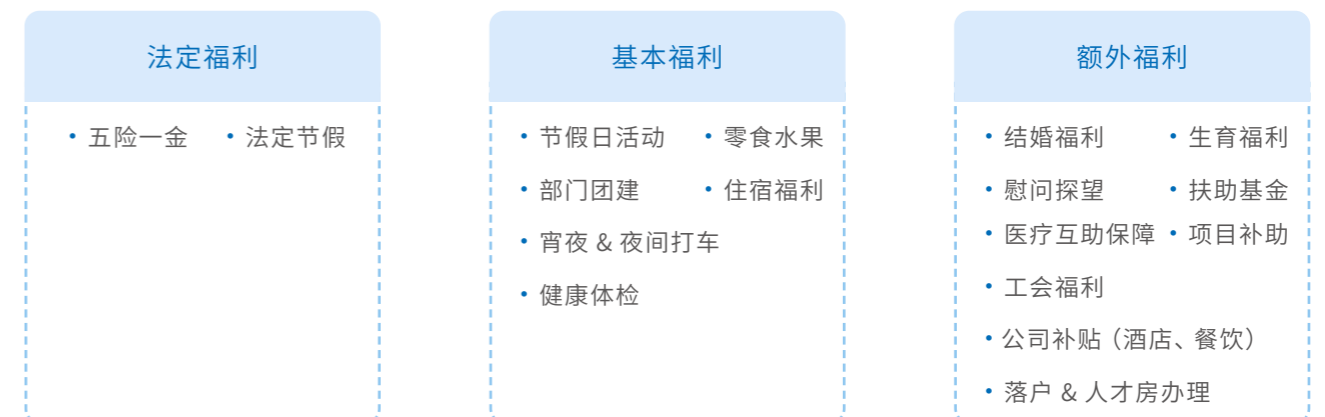 法定福利
• 五险一金 • 法定节假
基本福利
• 节假日活动 • 零食水果
• 部门团建 • 住宿福利
• 宵夜 & 夜间打车
• 健康体检
额外福利
• 结婚福利 • 生育福利
• 慰问探望 • 扶助基金
• 医疗互助保障 • 项目补助
• 工会福利
• 公司补贴（酒店、餐饮）
• 落户 & 人才房办理